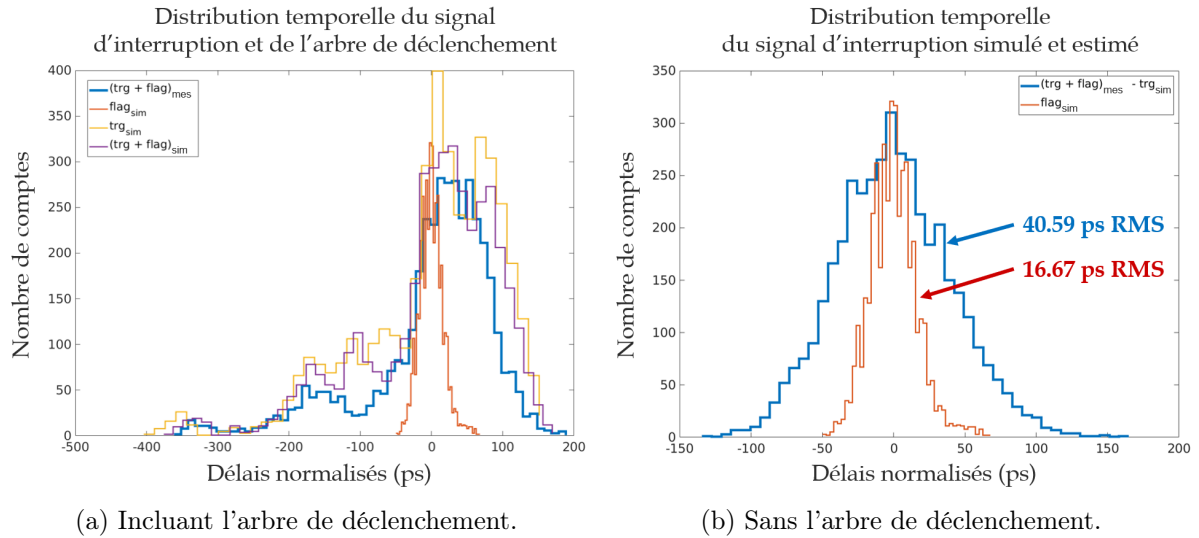 Distribution temporelle du signal
d'interruption et de l'arbre de déclenchement
400
350
300
250
200
150
100
50
0
-500
-400
-300
-200
-100
0
100
200
(trg + flag)mes
flagsim
trgsim
(trg + flag)sim
Nombre de comptes
Délais normalisés (ps)
(a) Incluant l'arbre de déclenchement.
Distribution temporelle
du signal d'interruption simulé et estimé
350
300
250
200
150
100
50
0
-150
-100
-50
0
50
100
150
200
(trg + flag)mes - trgsim
flagsim
40.59 ps RMS
16.67 ps RMS
Nombre de comptes
Délais normalisés (ps)
(b) Sans l'arbre de déclenchement.